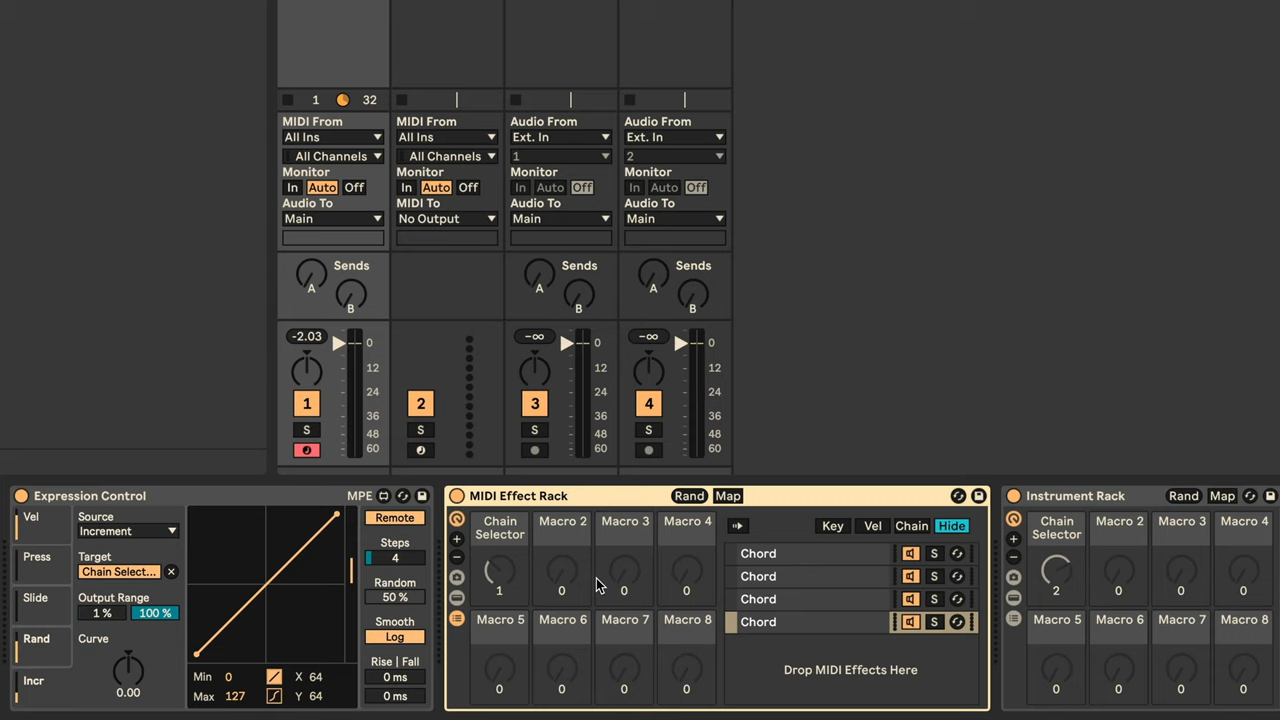 1 32
MIDI From MIDI From Audio From Audio From
All Ins All Ins Ext. In Ext. In
All Channels All Channels 1 2
Monitor Monitor Monitor Monitor
In Auto Off In Auto Off In Auto Off In Auto Off
Audio To MIDI To Audio To Audio To
Main No Output Main Main
Sends Sends Sends
A A A
B B B
-2.03 0 -∞ 0 -∞ 0
12 12 12
24 24 24
1 2 3 4
36 36 36
S S S S
48 48 48
60 60 60
Expression Control MPE
Vel
Press
Slide
Rand
Incr
Source
Increment
Target
Chain Select...
Output Range
1 % 100 %
Curve
0.00
Min 0 X 64
Max 127 Y 64
Remote
Steps
4
Random
50 %
Smooth
Log
Rise | Fall
0 ms
0 ms
MIDI Effect Rack Rand Map
Chain Selector Macro 2 Macro 3 Macro 4
1 0 0 0
Macro 5 Macro 6 Macro 7 Macro 8
0 0 0 0
Key Vel Chain Hide
Chord S
Chord S
Chord S
Chord S
Drop MIDI Effects Here
Instrument Rack Rand Map
Chain Selector Macro 2 Macro 3 Macro 4
2 0 0 0
Macro 5 Macro 6 Macro 7 Macro 8
0 0 0 0